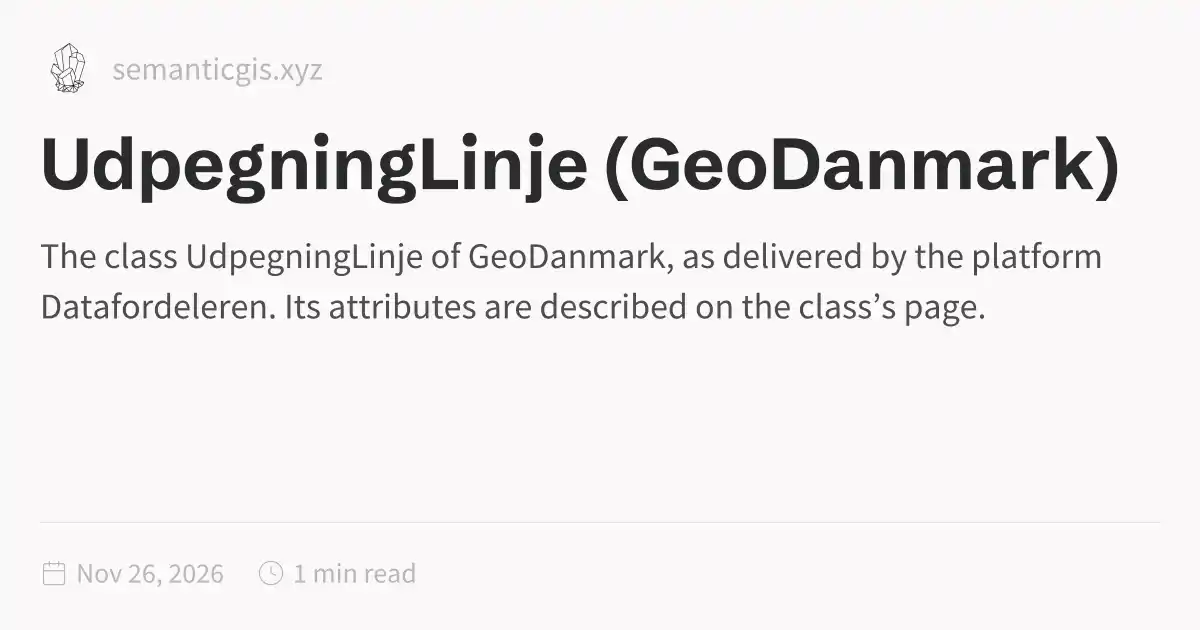 semanticgis.xyz
UdpegningLinje (GeoDanmark)
The class UdpegningLinje of GeoDanmark, as delivered by the platform
Datafordeleren. Its attributes are described on the class’s page.
Nov 26, 2026 1 min read